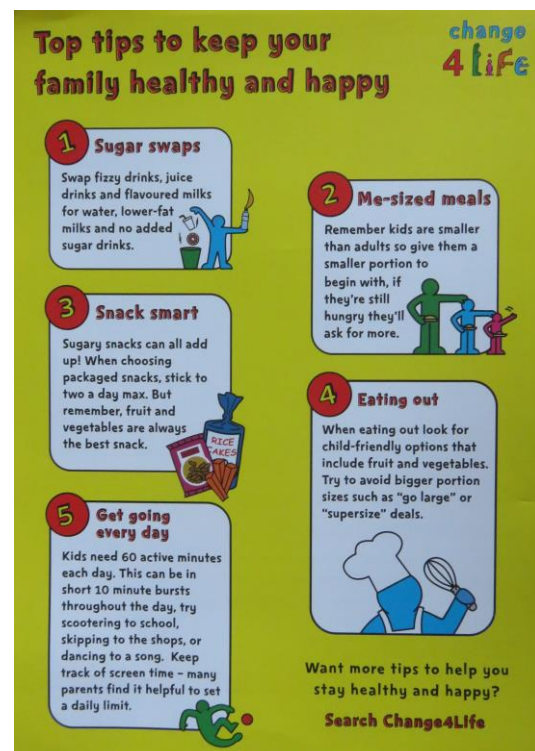 Top tips to keep your
family healthy and happy
change
4 LiFE
1 Sugar swaps
Swap fizzy drinks, juice
drinks and flavoured milks
for water, lower-fat
milks and no added
sugar drinks.
2 Me-sized meals
Remember kids are smaller
than adults so give them a
smaller portion to
begin with, if
they're still
hungry they'll
ask for more.
3 Snack smart
Sugary snacks can all add
up! When choosing
packaged snacks, stick to
two a day max. But
remember, fruit and
vegetables are always
the best snack.
RICE
CAKES
4 Eating out
When eating out look for
child-friendly options that
include fruit and vegetables.
Try to avoid bigger portion
sizes such as "go large" or
"supersize" deals.
5 Get going
every day
Kids need 60 active minutes
each day. This can be in
short 10 minute bursts
throughout the day, try
scootering to school,
skipping to the shops, or
dancing to a song. Keep
track of screen time – many
parents find it helpful to set
a daily limit.
Want more tips to help you
stay healthy and happy?
Search Change4Life